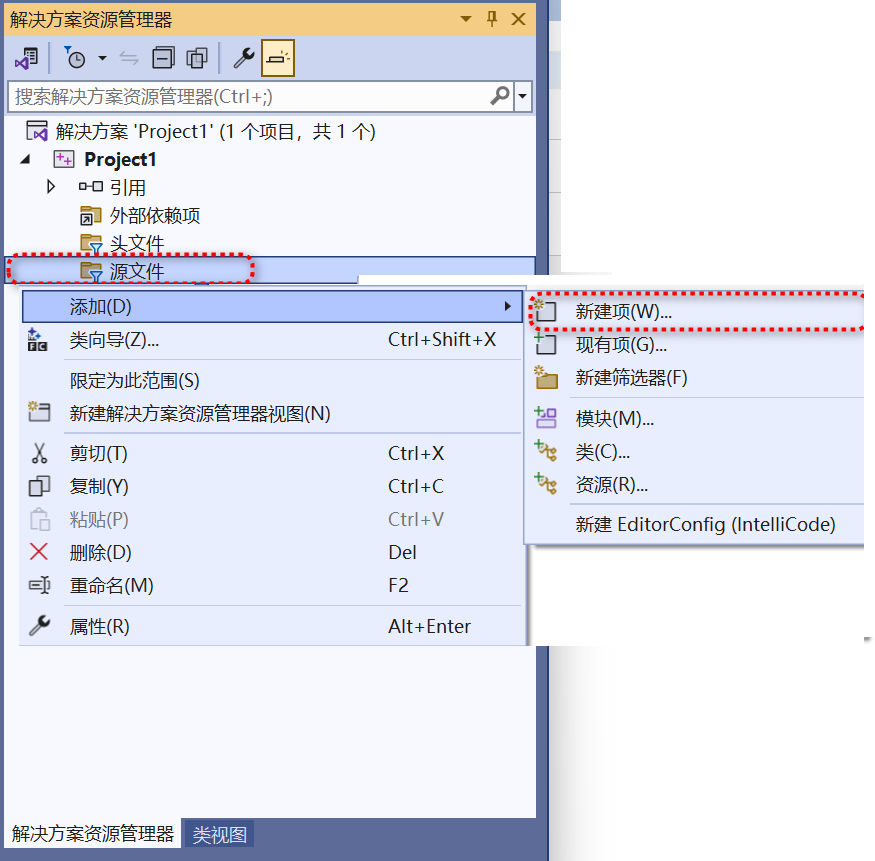 解决方案资源管理器
搜索解决方案资源管理器(Ctrl+;)
解决方案 'Project1' (1 个项目，共 1 个)
Project1
引用
外部依赖项
头文件
源文件
添加(D)
类向导(Z)... Ctrl+Shift+X
限定为此范围(S)
新建解决方案资源管理器视图(N)
剪切(T) Ctrl+X
复制(Y) Ctrl+C
粘贴(P) Ctrl+V
删除(D) Del
重命名(M) F2
属性(R) Alt+Enter
新建项(W)...
现有项(G)...
新建筛选器(F)
模块(M)...
类(C)...
资源(R)...
新建 EditorConfig (IntelliCode)
解决方案资源管理器 类视图